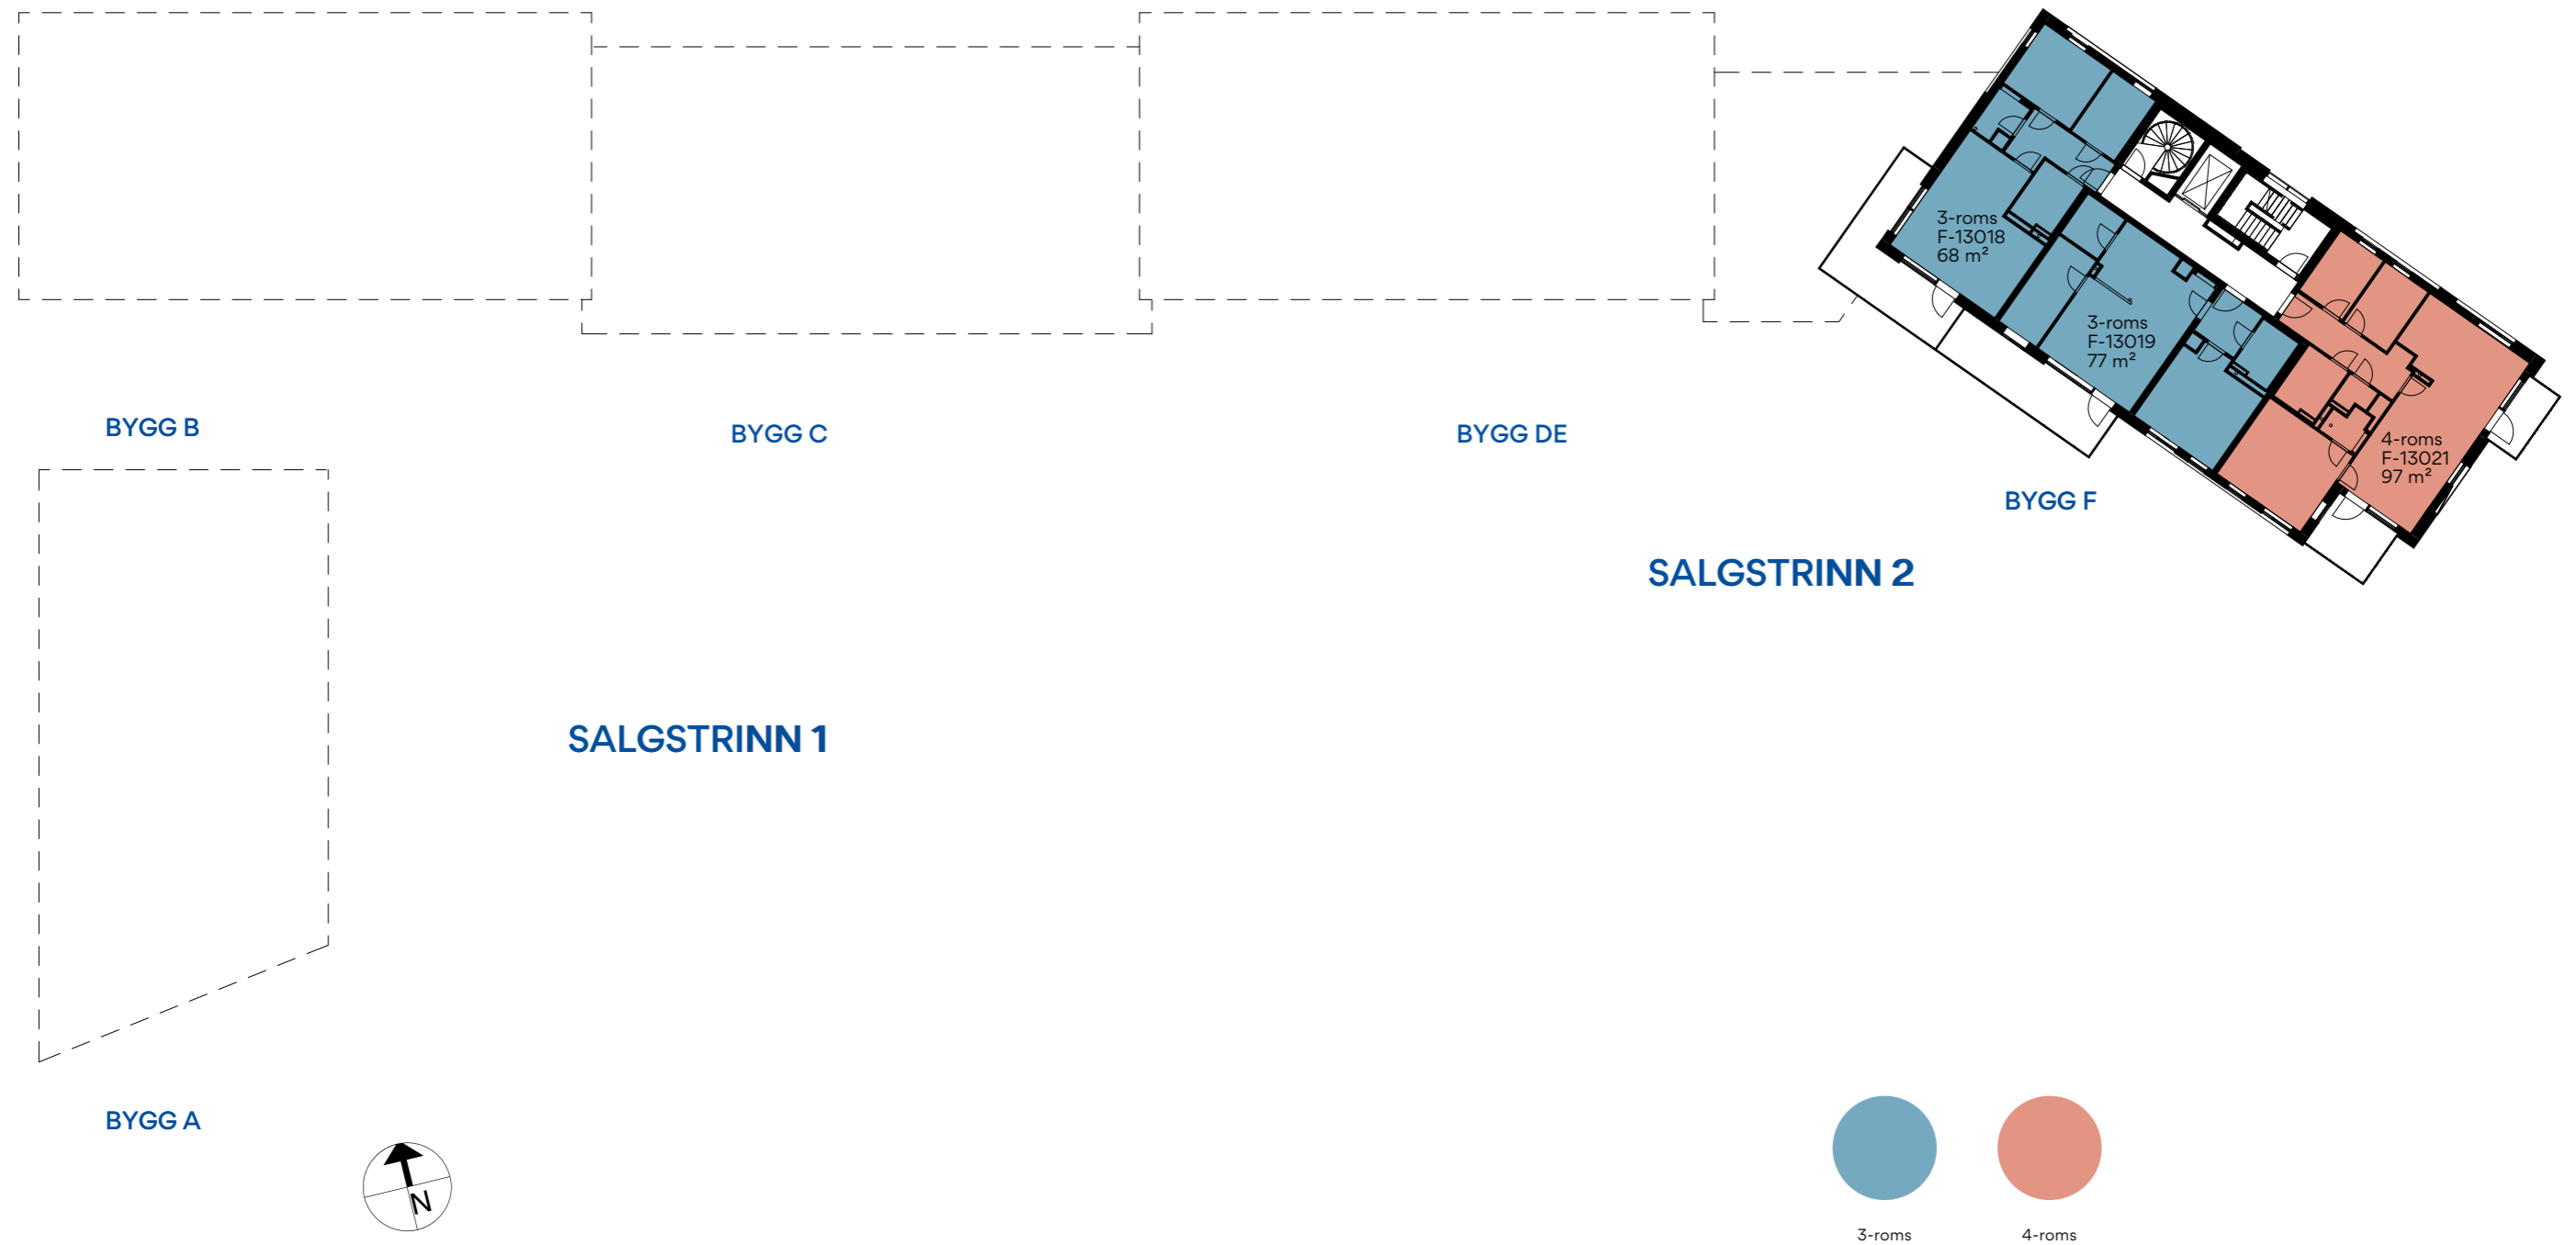 3-roms
F-13018
68 m²
3-roms
F-13019
77 m²
4-roms
F-13021
97 m²
BYGG B
BYGG C
BYGG DE
BYGG F
SALGSTRINN 2
SALGSTRINN 1
BYGG A
N
3-roms
4-roms